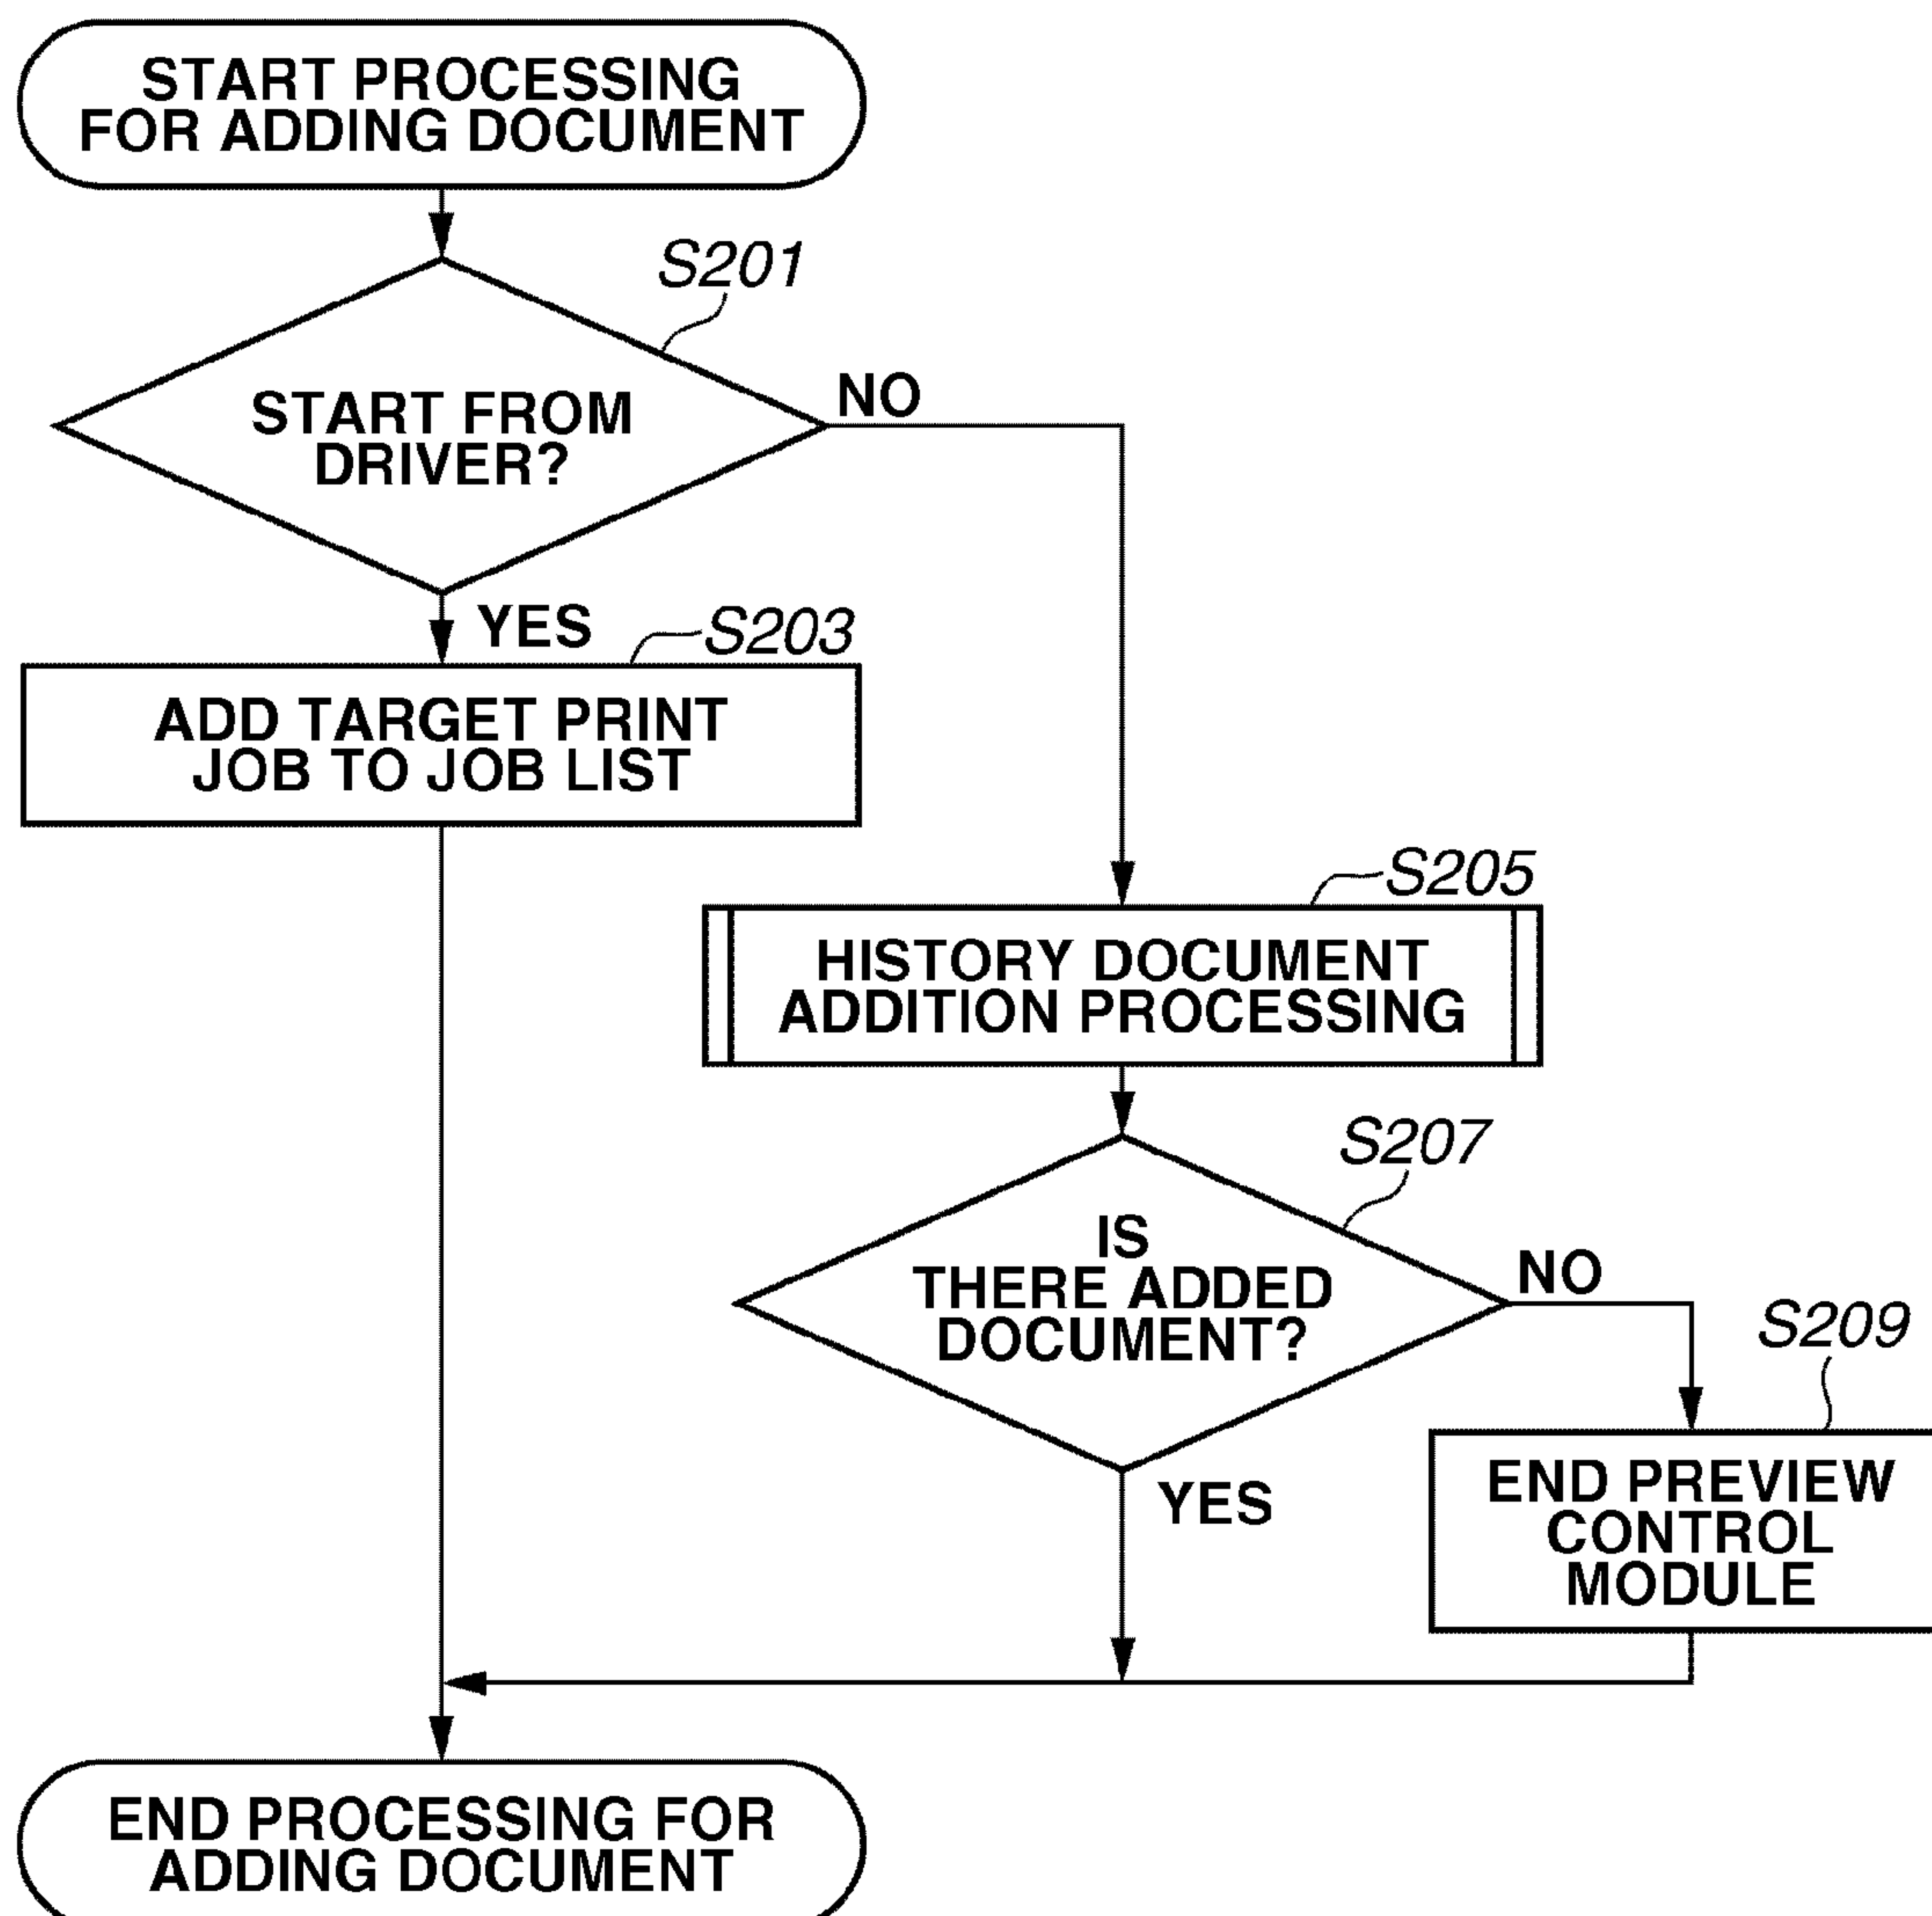 START PROCESSING
FOR ADDING DOCUMENT
S201
START FROM
DRIVER?
NO
YES
S203
ADD TARGET PRINT
JOB TO JOB LIST
S205
HISTORY DOCUMENT
ADDITION PROCESSING
S207
IS
THERE ADDED
DOCUMENT?
NO
S209
YES
END PREVIEW
CONTROL
MODULE
END PROCESSING FOR
ADDING DOCUMENT